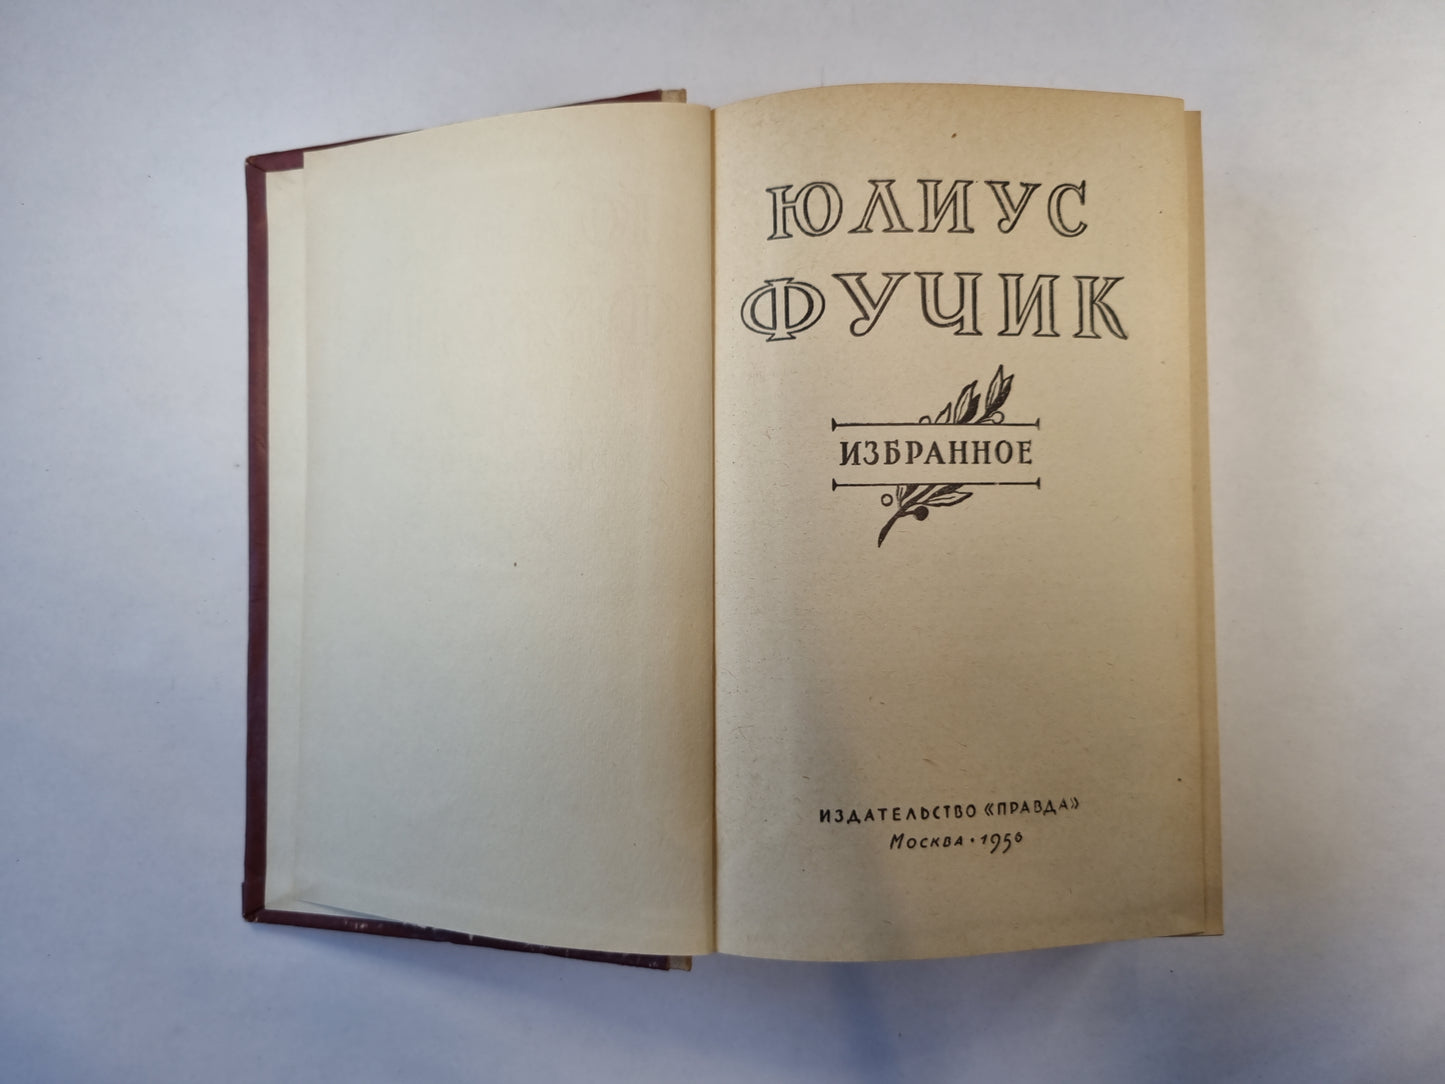 ЮЛИУС
ФУЧИК
ИЗБРАННОЕ
ИЗДАТЕЛЬСТВО «ПРАВДА»
МОСКВА • 1956